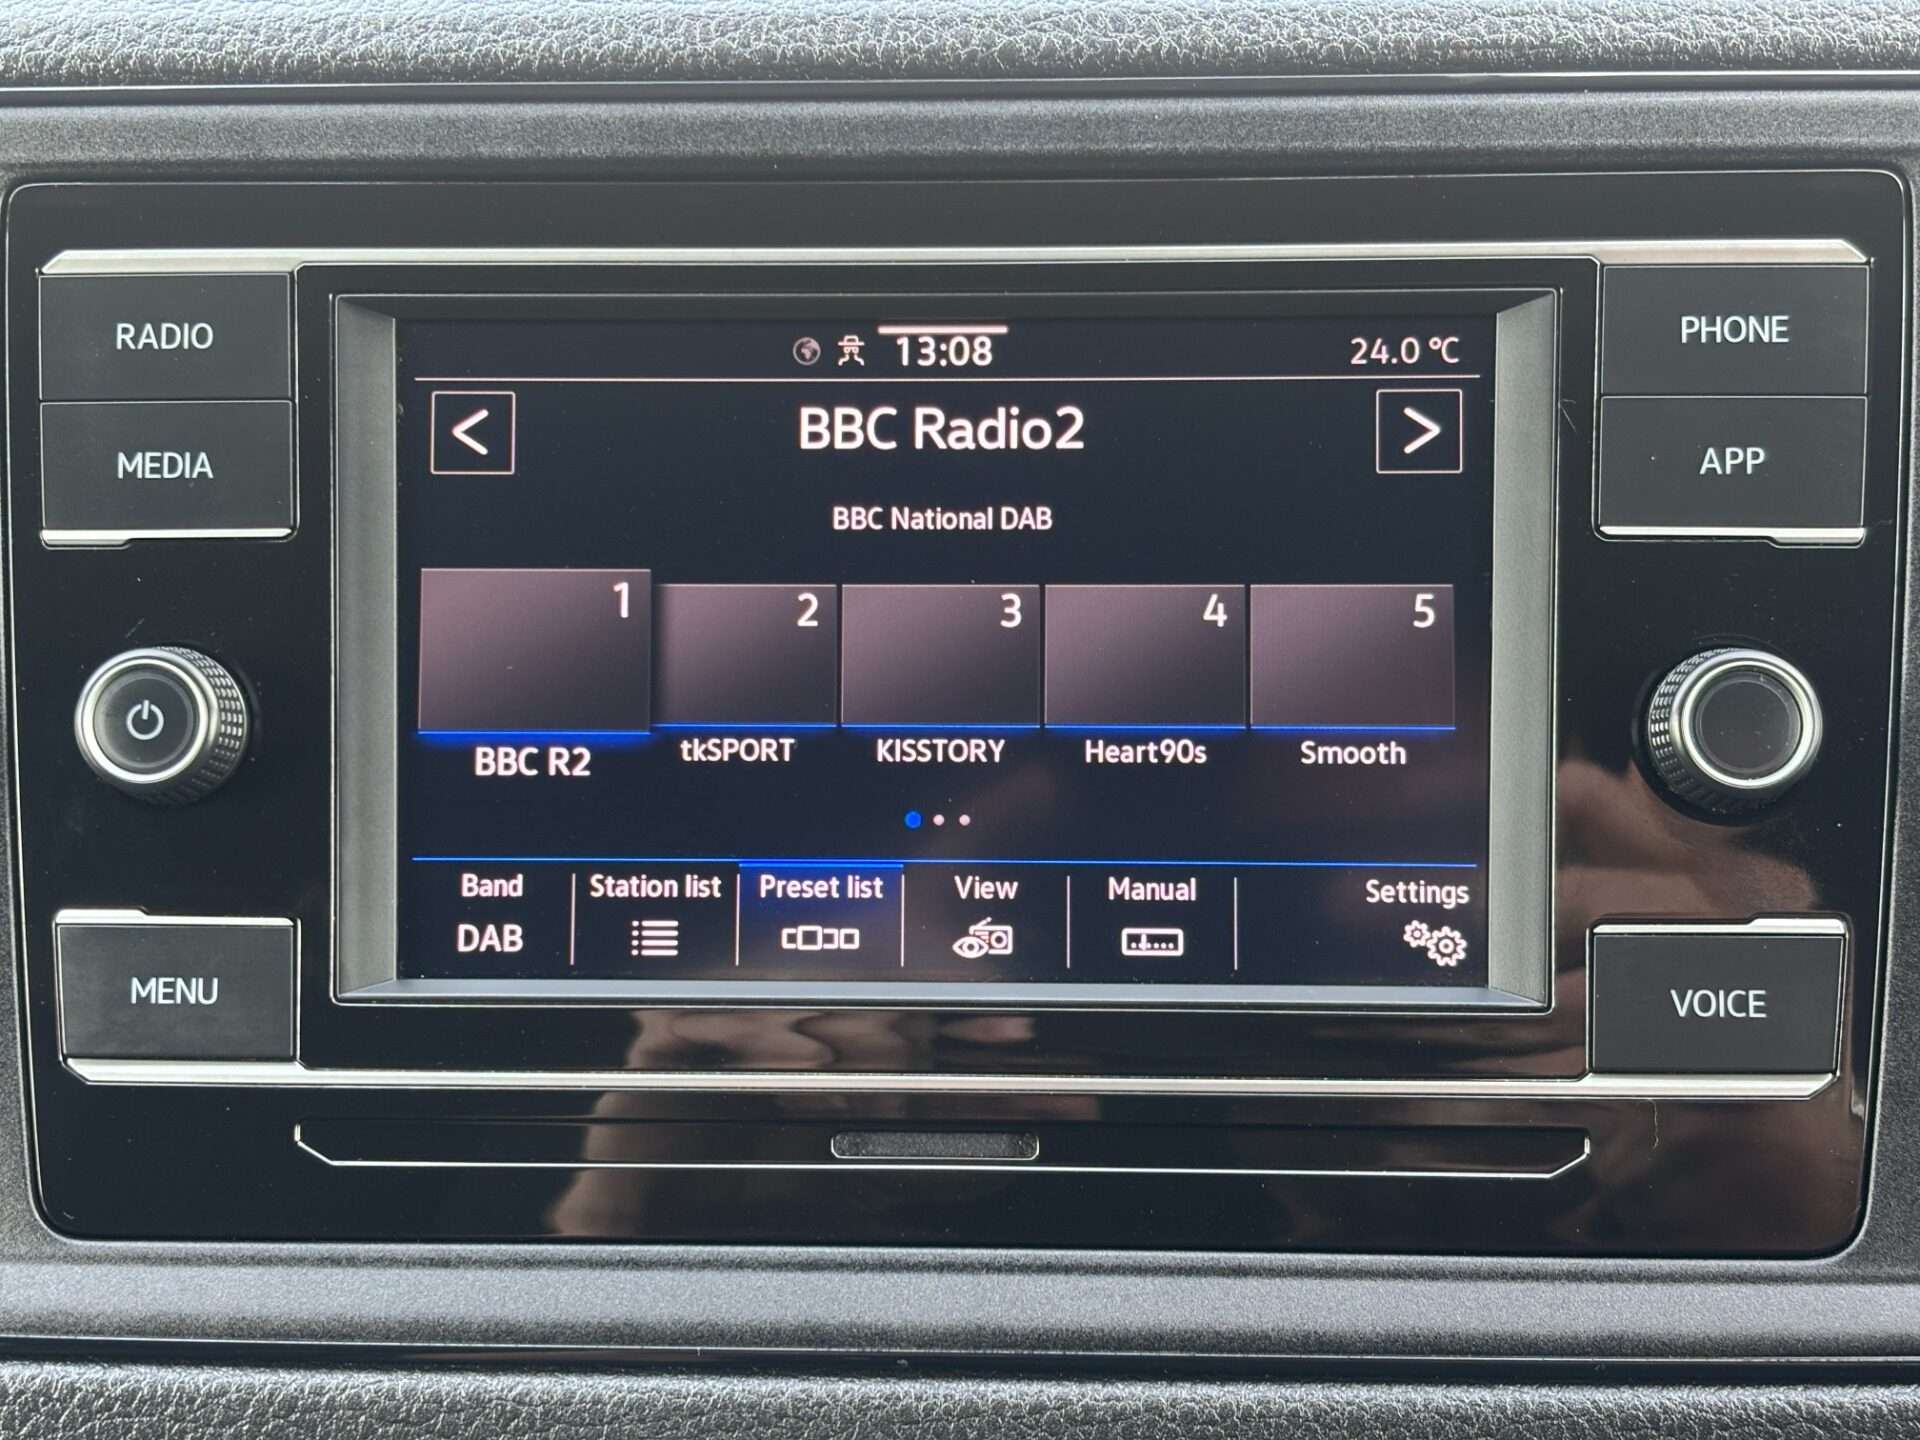 RADIO
MEDIA
MENU
PHONE
APP
VOICE
13:08
24.0 °C
<
BBC Radio2
>
BBC National DAB
1
2
3
4
5
BBC R2
tkSPORT
KISSTORY
Heart90s
Smooth
Band
DAB
Station list
Preset list
View
Manual
Settings